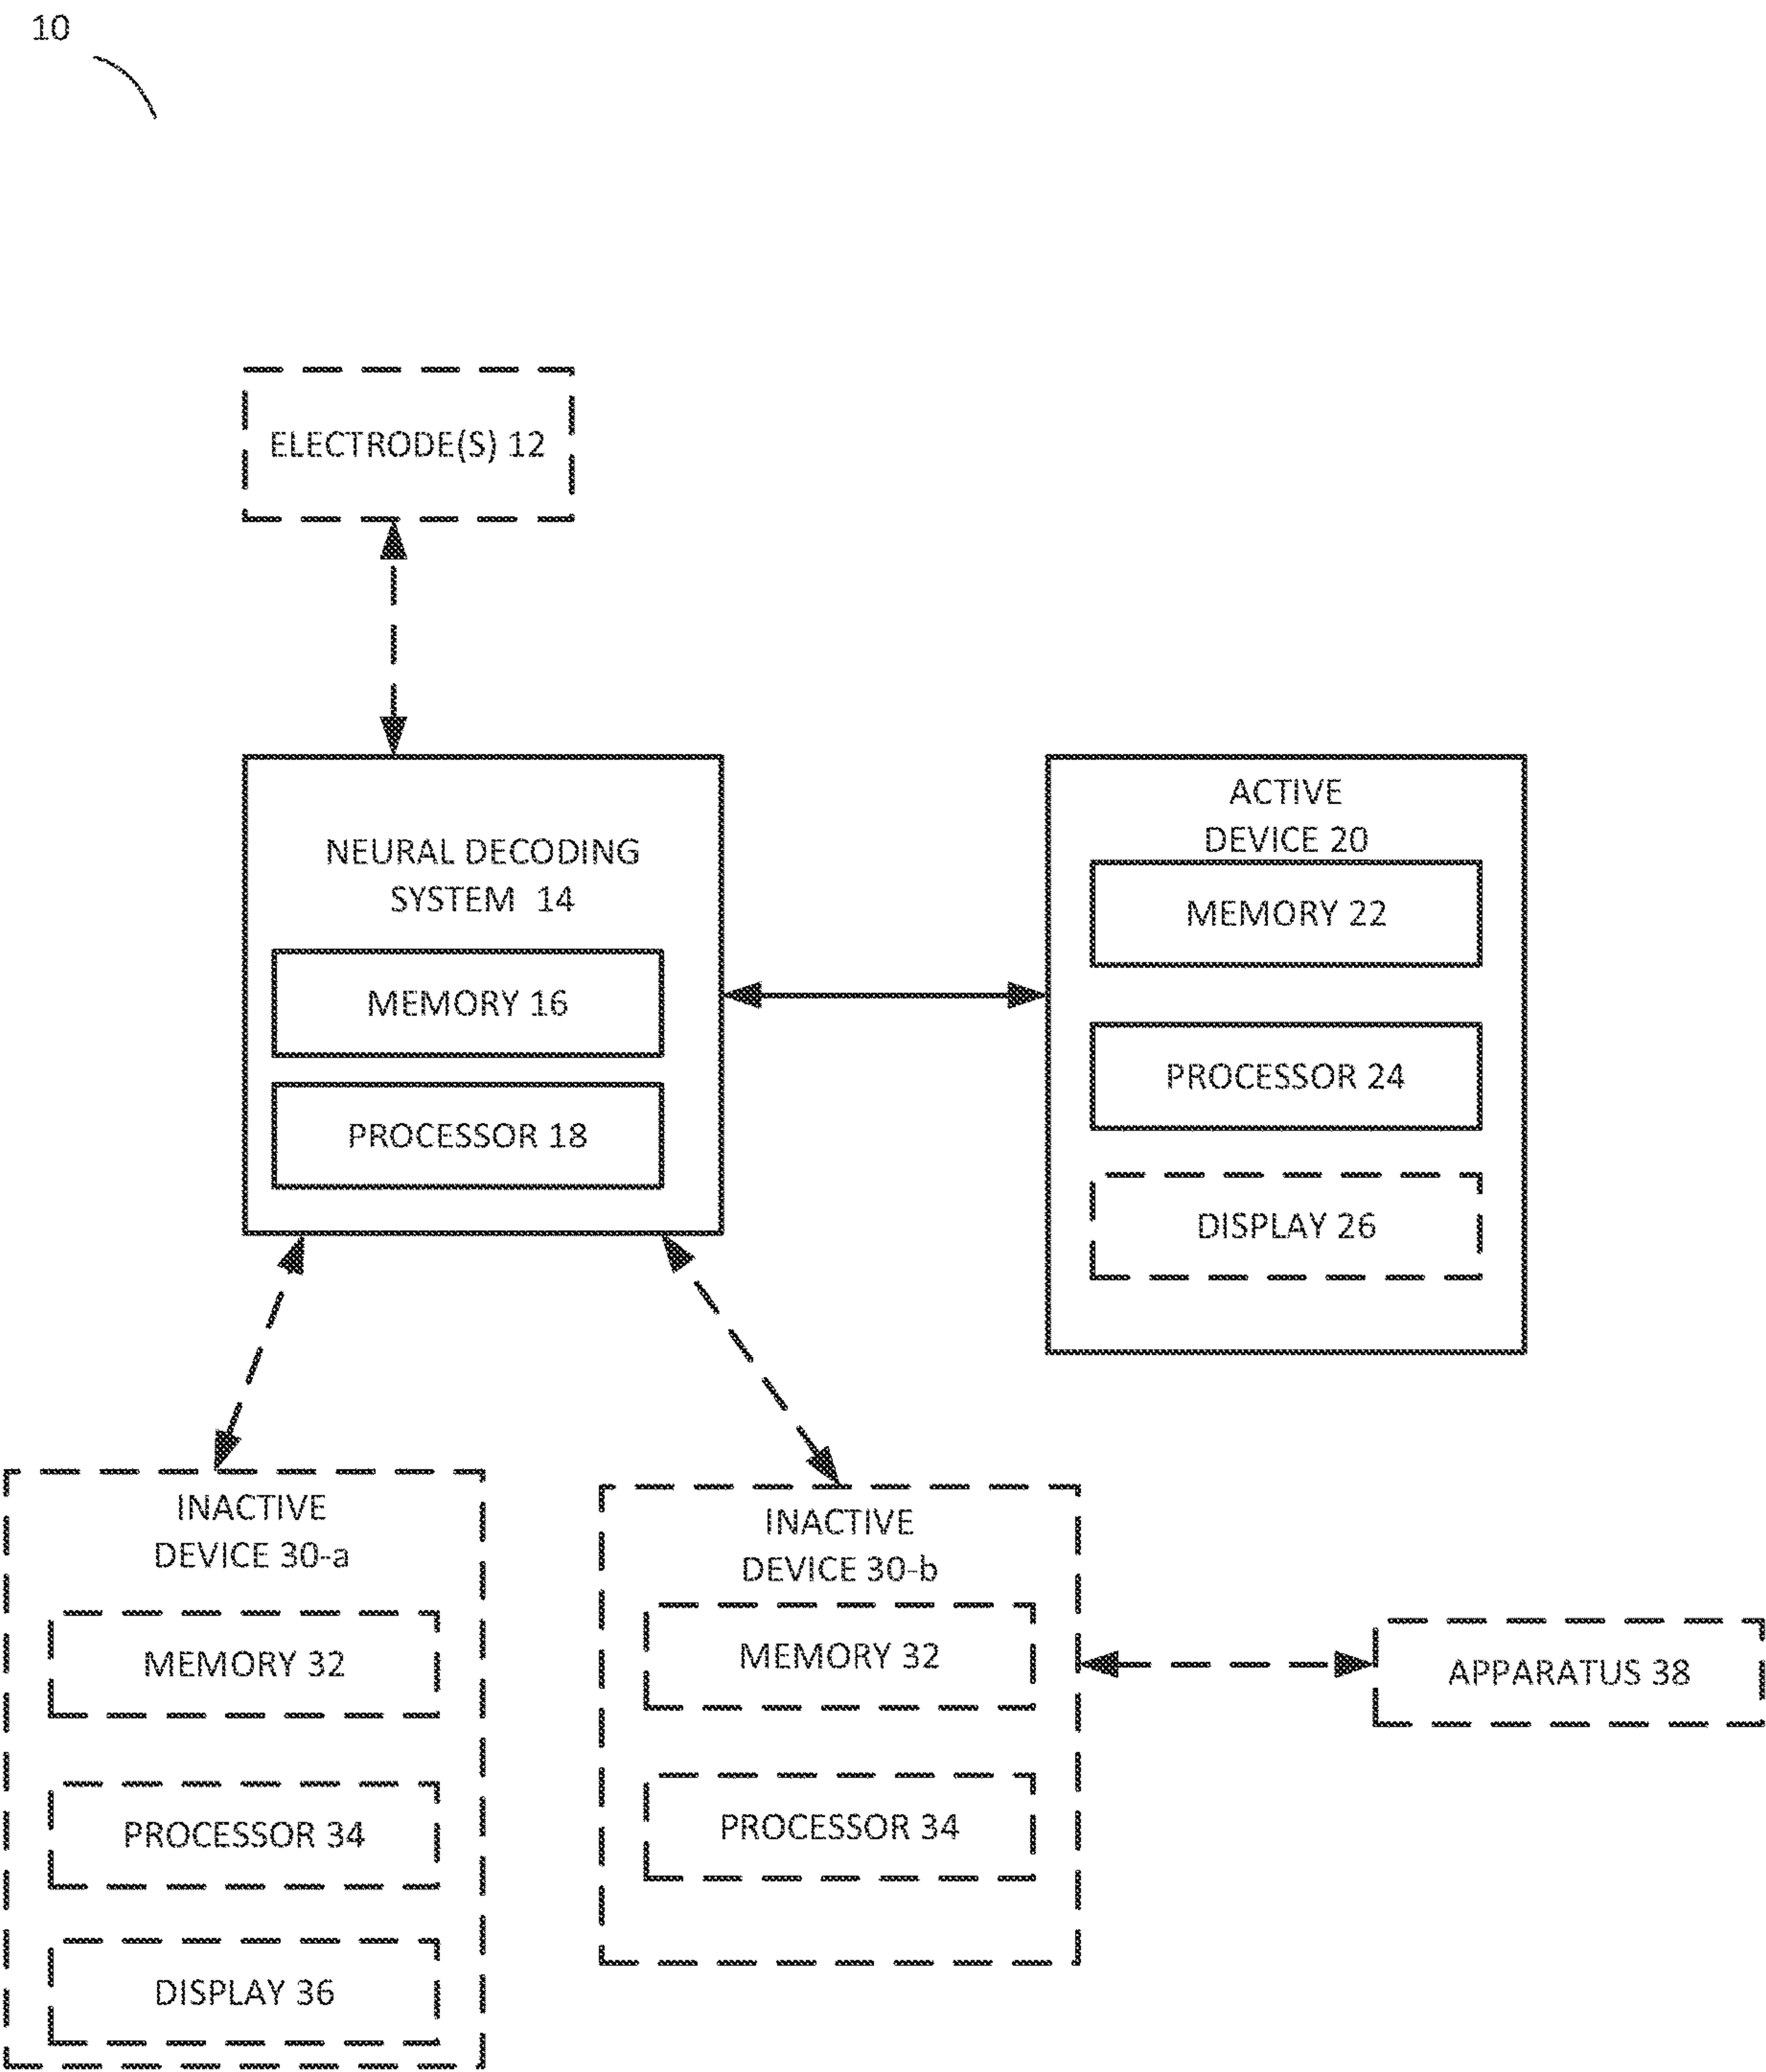 10
ELECTRODE(S) 12
NEURAL DECODING
SYSTEM 14
MEMORY 16
PROCESSOR 18
ACTIVE
DEVICE 20
MEMORY 22
PROCESSOR 24
DISPLAY 26
INACTIVE
DEVICE 30-a
MEMORY 32
PROCESSOR 34
DISPLAY 36
INACTIVE
DEVICE 30-b
MEMORY 32
PROCESSOR 34
APPARATUS 38